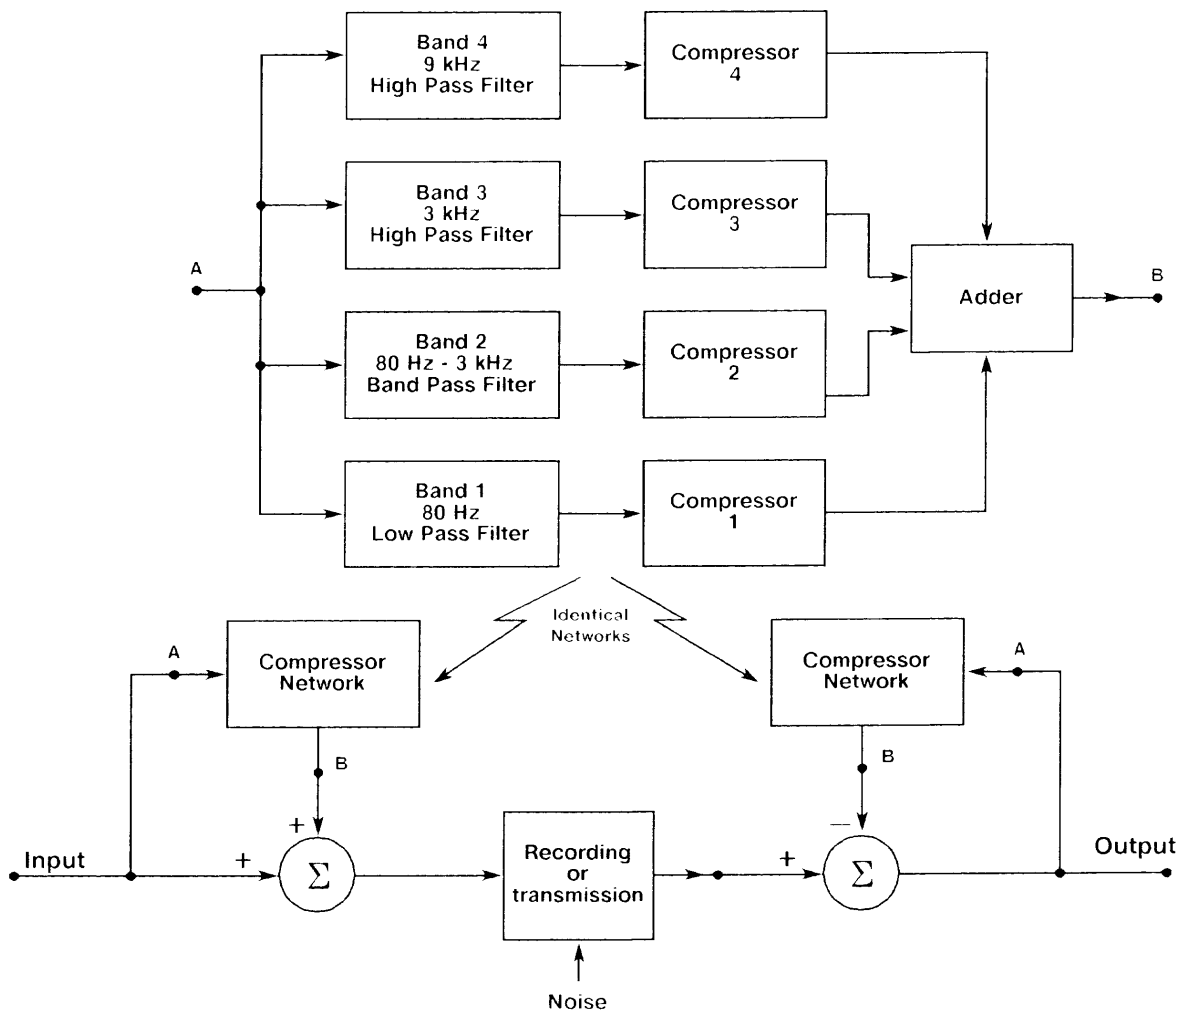 Band 4
9 kHz
High Pass Filter
Compressor
4
Band 3
3 kHz
High Pass Filter
Compressor
3
A
Adder
B
Band 2
80 Hz - 3 kHz
Band Pass Filter
Compressor
2
Band 1
80 Hz
Low Pass Filter
Compressor
1
Identical
Networks
A
Compressor
Network
B
Compressor
Network
A
B
+
+
Σ
Input
Recording
or
transmission
Noise
−
+
Σ
Output